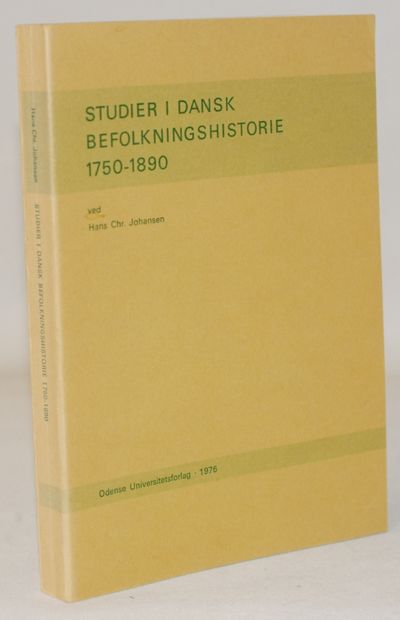 STUDIER I DANSK
BEFOLKNINGSHISTORIE
1750-1890
ved
Hans Chr. Johansen
Odense Universitetsforlag · 1976
Hans Chr. Johansen
STUDIER I DANSK BEFOLKNINGSHISTORIE 1750-1890